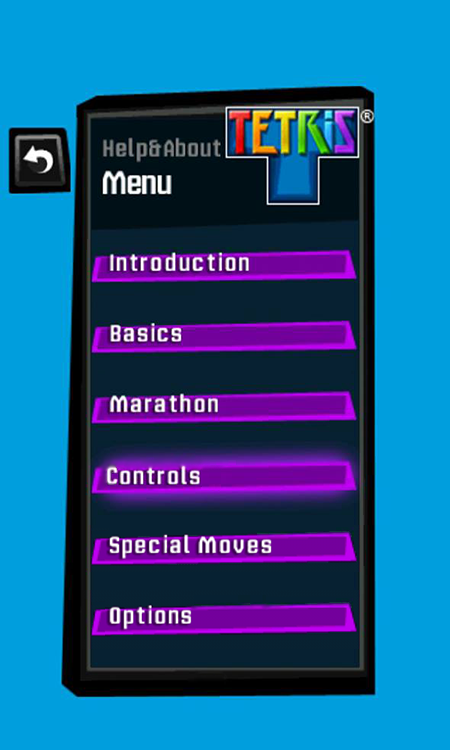 TETRiS®
Help&About
Menu
Introduction
Basics
Marathon
Controls
Special Moves
Options